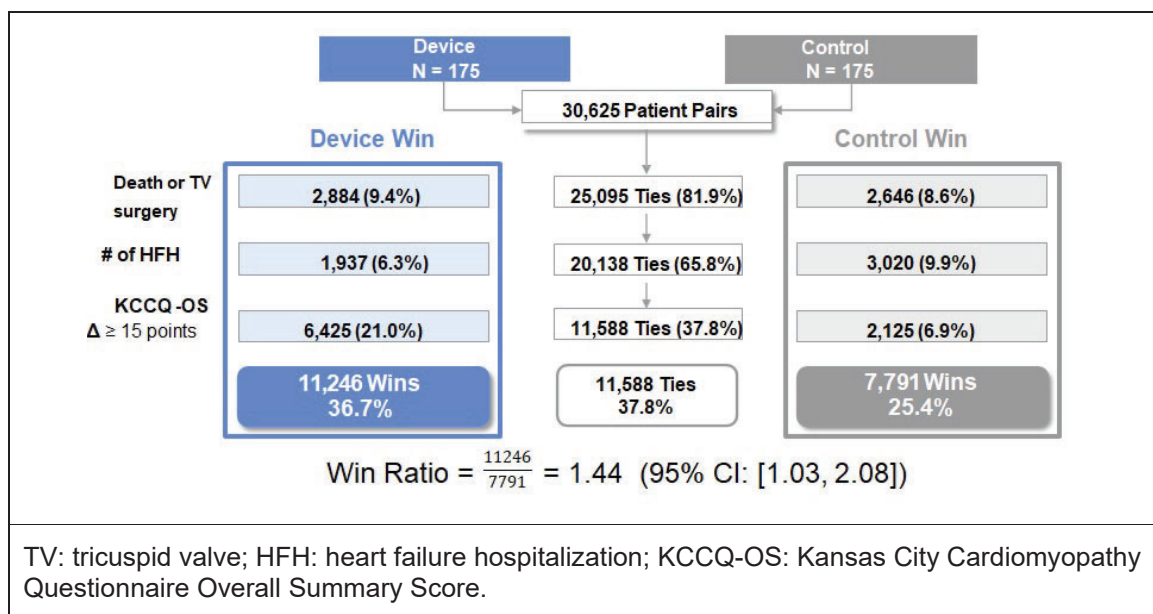 Device
N = 175
Control
N = 175
30,625 Patient Pairs
Device Win
Control Win
Death or TV
surgery
2,884 (9.4%)
25,095 Ties (81.9%)
2,646 (8.6%)
# of HFH
1,937 (6.3%)
20,138 Ties (65.8%)
3,020 (9.9%)
KCCQ-OS
Δ ≥ 15 points
6,425 (21.0%)
11,588 Ties (37.8%)
2,125 (6.9%)
11,246 Wins
36.7%
11,588 Ties
37.8%
7,791 Wins
25.4%
Win Ratio = 11246/7791 = 1.44 (95% CI: [1.03, 2.08])
TV: tricuspid valve; HFH: heart failure hospitalization; KCCQ-OS: Kansas City Cardiomyopathy
Questionnaire Overall Summary Score.